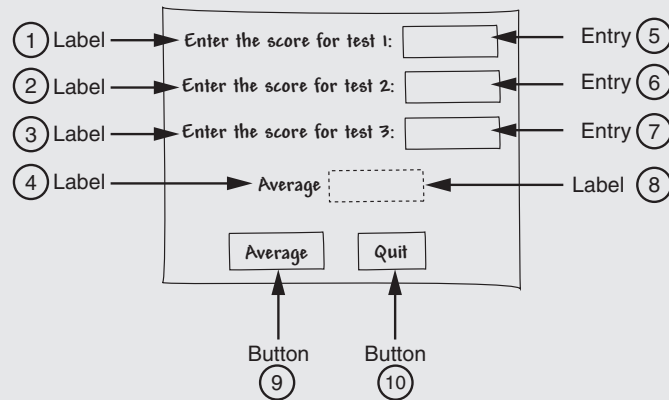 1 Label Enter the score for test 1: Entry 5
2 Label Enter the score for test 2: Entry 6
3 Label Enter the score for test 3: Entry 7
4 Label Average Label 8
Average Quit
Button Button
9 10